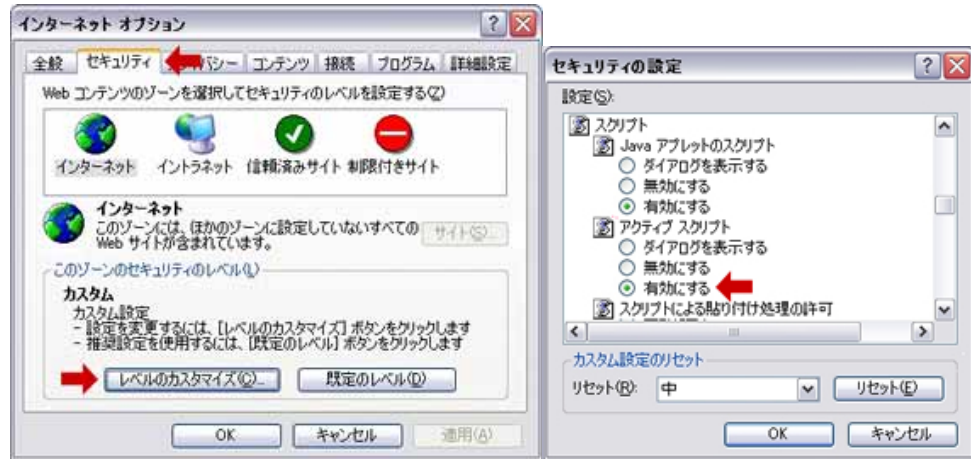 インターネット オプション
全般 セキュリティ バシー コンテンツ 接続 プログラム 詳細設定
Web コンテンツのゾーンを選択してセキュリティのレベルを設定する(Z)
インターネット イントラネット 信頼済みサイト 制限付きサイト
インターネット
このゾーンには、ほかのゾーンに設定していないすべての
Web サイトが含まれています。
サイト(S)...
このゾーンのセキュリティのレベル(L)
カスタム
カスタム設定
- 設定を変更するには、[レベルのカスタマイズ] ボタンをクリックします
- 推奨設定を使用するには、[既定のレベル] ボタンをクリックします
レベルのカスタマイズ(C)... 既定のレベル(D)
OK キャンセル 適用(A)
セキュリティの設定
設定(S):
スクリプト
Java アプレットのスクリプト
ダイアログを表示する
無効にする
有効にする
アクティブ スクリプト
ダイアログを表示する
無効にする
有効にする
スクリプトによる貼り付け処理の許可
カスタム設定のリセット
リセット(R): 中 リセット(E)
OK キャンセル